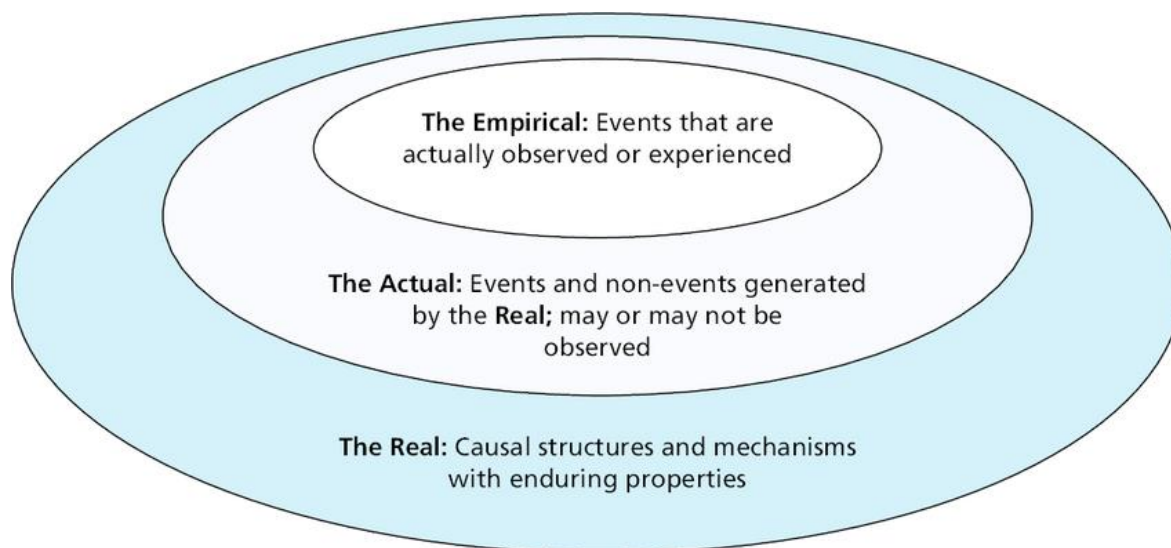 The Empirical: Events that are
actually observed or experienced
The Actual: Events and non-events generated
by the Real; may or may not be
observed
The Real: Causal structures and mechanisms
with enduring properties